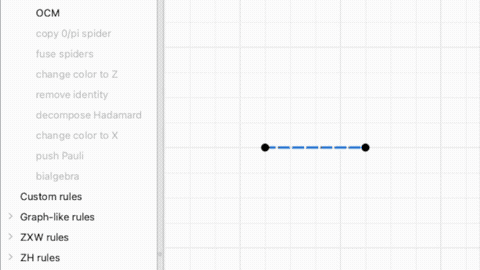 OCM
copy 0/pi spider
fuse spiders
change color to Z
remove identity
decompose Hadamard
change color to X
push Pauli
bialgebra
Custom rules
Graph-like rules
ZXW rules
ZH rules